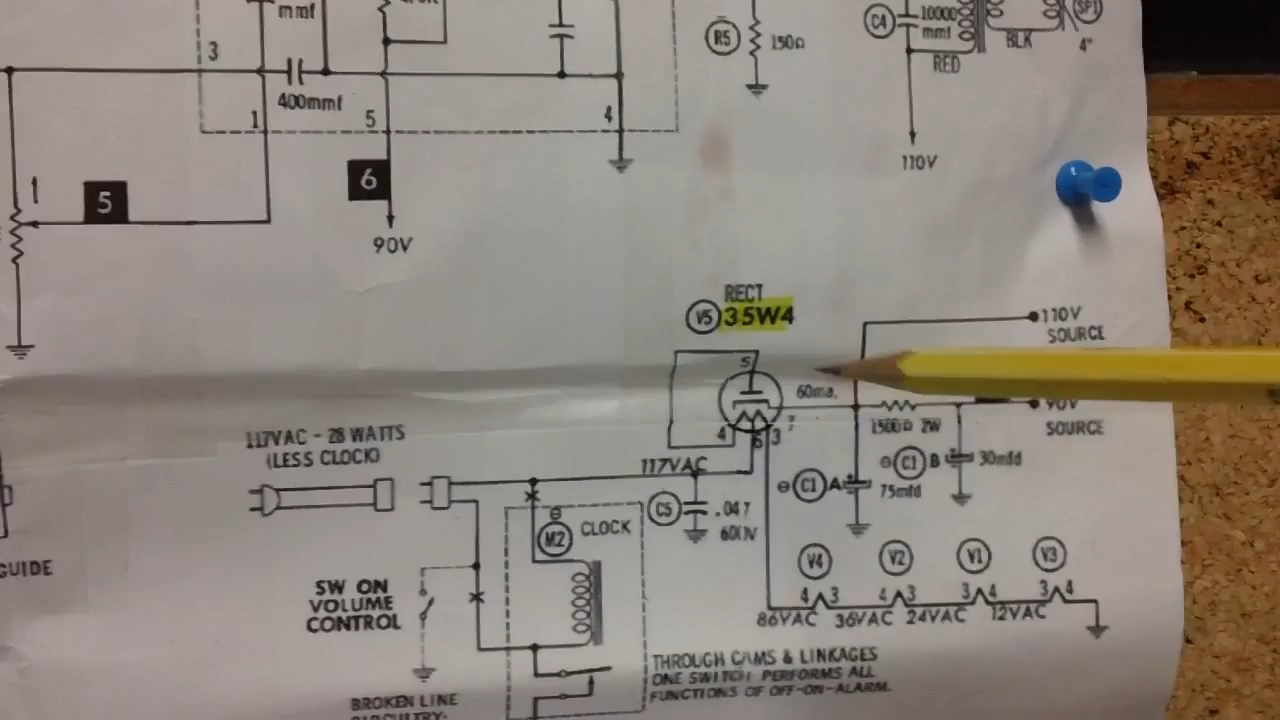 mmf
3
400mmf
1
5
4
R5
150Ω
C4
10000
mmf
SP1
4"
BLK
RED
110V
1
5
6
90V
RECT
V5 35W4
110V
SOURCE
5
60ma.
7
4
6
3
1500Ω 2W
90V
SOURCE
117VAC - 28 WATTS
(LESS CLOCK)
117VAC
⊖ C1 A
75mfd
⊖ C1 B
30mfd
C5
.047
600V
⊖
M2
CLOCK
GUIDE
SW ON
VOLUME
CONTROL
V4
V2
V1
V3
4 3
4 3
3 4
3 4
86VAC
36VAC
24VAC
12VAC
THROUGH CAMS & LINKAGES
ONE SWITCH PERFORMS ALL
FUNCTIONS OF OFF-ON-ALARM.
BROKEN LINE
CIRCUITRY: